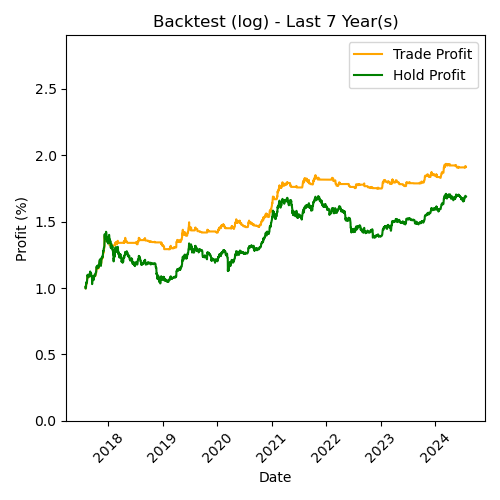 Backtest (log) - Last 7 Year(s)
Trade Profit
Hold Profit
Profit (%)
2.5
2.0
1.5
1.0
0.5
0.0
2018
2019
2020
2021
2022
2023
2024
Date